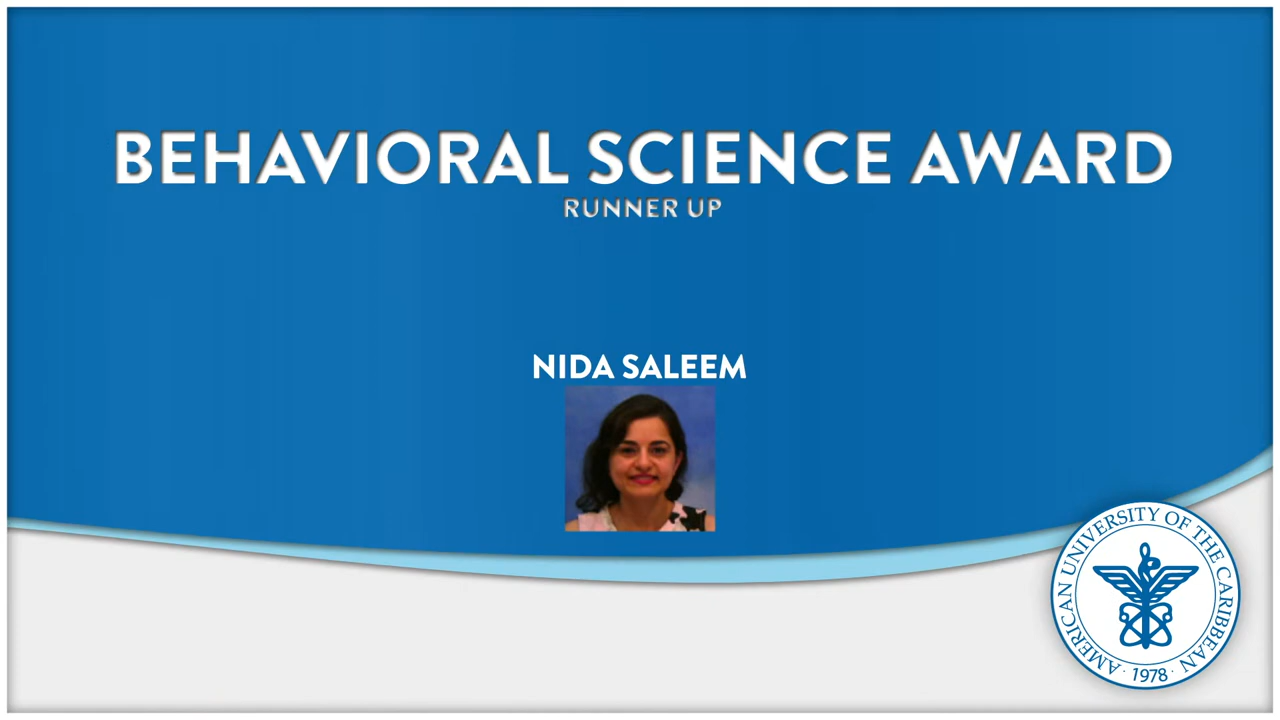 BEHAVIORAL SCIENCE AWARD
RUNNER UP
NIDA SALEEM
AMERICAN UNIVERSITY OF THE CARIBBEAN
· 1978 ·